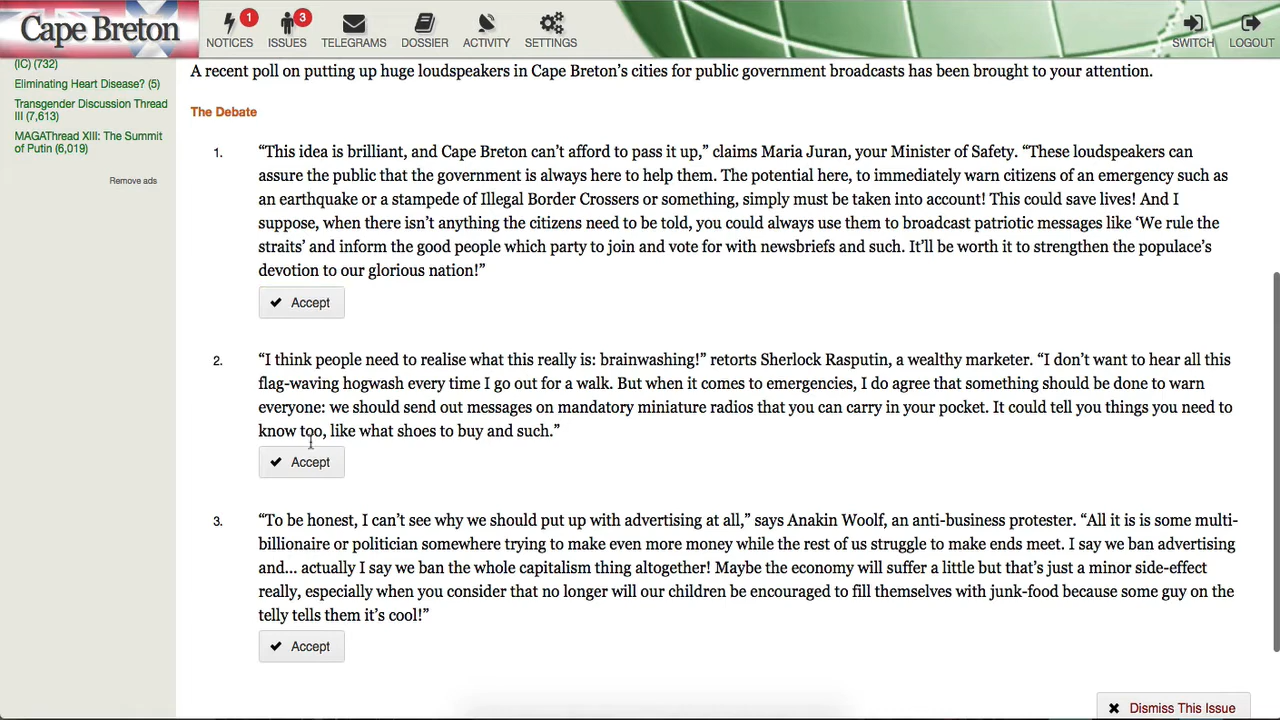 Cape Breton
1
3
NOTICES
ISSUES
TELEGRAMS
DOSSIER
ACTIVITY
SETTINGS
SWITCH
LOGOUT
(IC) (732)
Eliminating Heart Disease? (5)
Transgender Discussion Thread
III (7,613)
MAGAThread XIII: The Summit
of Putin (6,019)
Remove ads
A recent poll on putting up huge loudspeakers in Cape Breton’s cities for public government broadcasts has been brought to your attention.
The Debate
1.
“This idea is brilliant, and Cape Breton can’t afford to pass it up,” claims Maria Juran, your Minister of Safety. “These loudspeakers can
assure the public that the government is always here to help them. The potential here, to immediately warn citizens of an emergency such as
an earthquake or a stampede of Illegal Border Crossers or something, simply must be taken into account! This could save lives! And I
suppose, when there isn’t anything the citizens need to be told, you could always use them to broadcast patriotic messages like ‘We rule the
straits’ and inform the good people which party to join and vote for with newsbriefs and such. It’ll be worth it to strengthen the populace’s
devotion to our glorious nation!”
Accept
2.
“I think people need to realise what this really is: brainwashing!” retorts Sherlock Rasputin, a wealthy marketer. “I don’t want to hear all this
flag-waving hogwash every time I go out for a walk. But when it comes to emergencies, I do agree that something should be done to warn
everyone: we should send out messages on mandatory miniature radios that you can carry in your pocket. It could tell you things you need to
know too, like what shoes to buy and such.”
Accept
3.
“To be honest, I can’t see why we should put up with advertising at all,” says Anakin Woolf, an anti-business protester. “All it is is some multi-
billionaire or politician somewhere trying to make even more money while the rest of us struggle to make ends meet. I say we ban advertising
and... actually I say we ban the whole capitalism thing altogether! Maybe the economy will suffer a little but that’s just a minor side-effect
really, especially when you consider that no longer will our children be encouraged to fill themselves with junk-food because some guy on the
telly tells them it’s cool!”
Accept
Dismiss This Issue